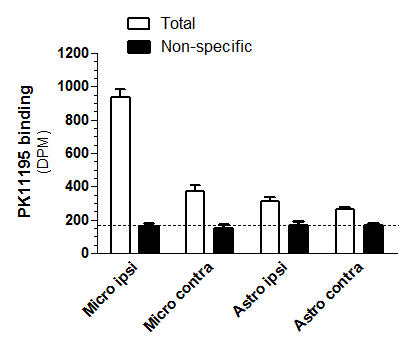 Total
Non-specific
PK11195 binding
(DPM)
1200
1000
800
600
400
200
0
Micro ipsi
Micro contra
Astro ipsi
Astro contra